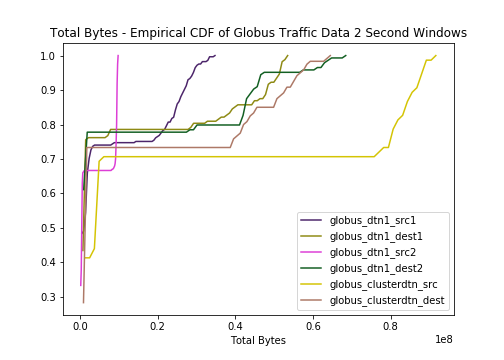 Total Bytes - Empirical CDF of Globus Traffic Data 2 Second Windows
1.0
0.9
0.8
0.7
0.6
0.5
0.4
0.3
globus_dtn1_src1
globus_dtn1_dest1
globus_dtn1_src2
globus_dtn1_dest2
globus_clusterdtn_src
globus_clusterdtn_dest
0.0 0.2 0.4 0.6 0.8
1e8
Total Bytes